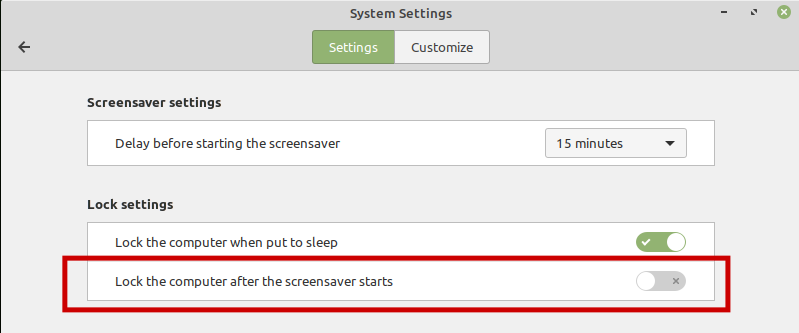 System Settings
Settings
Customize
Screensaver settings
Delay before starting the screensaver
15 minutes
Lock settings
Lock the computer when put to sleep
Lock the computer after the screensaver starts